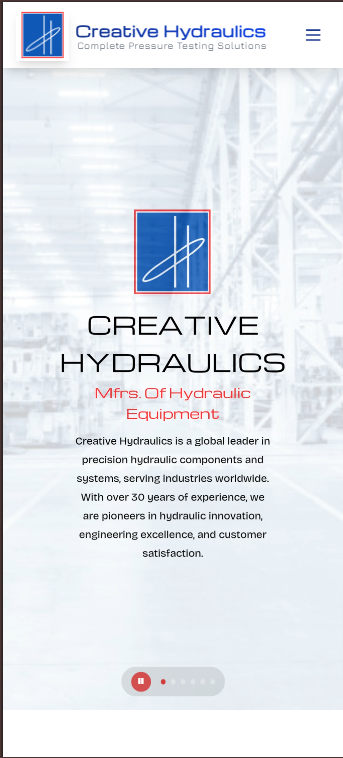 Creative Hydraulics
Complete Pressure Testing Solutions
CREATIVE
HYDRAULICS
Mfrs. Of Hydraulic
Equipment
Creative Hydraulics is a global leader in
precision hydraulic components and
systems, serving industries worldwide.
With over 30 years of experience, we
are pioneers in hydraulic innovation,
engineering excellence, and customer
satisfaction.